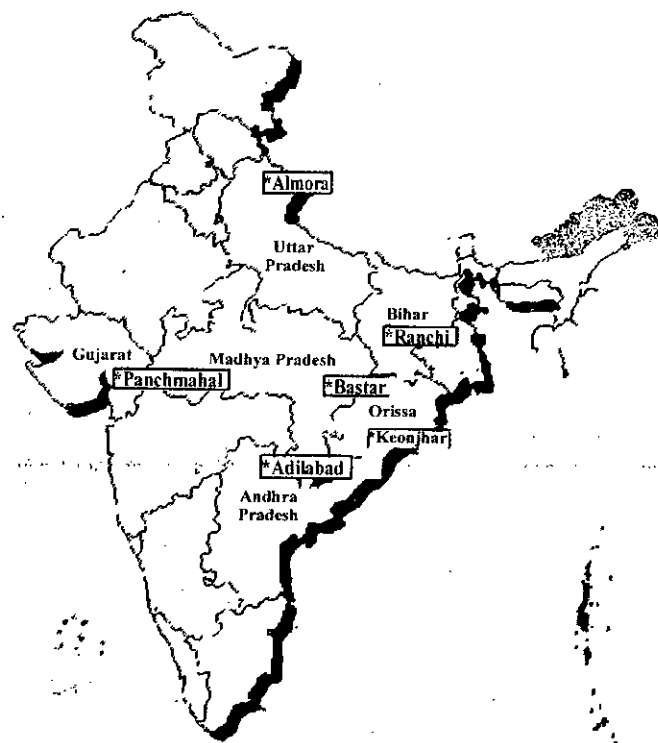 *Almora
Uttar
Pradesh
Bihar
*Ranchi
Gujarat
Madhya Pradesh
*Panchmahal
*Bastar
Orissa
*Keonjhar
*Adilabad
Andhra
Pradesh